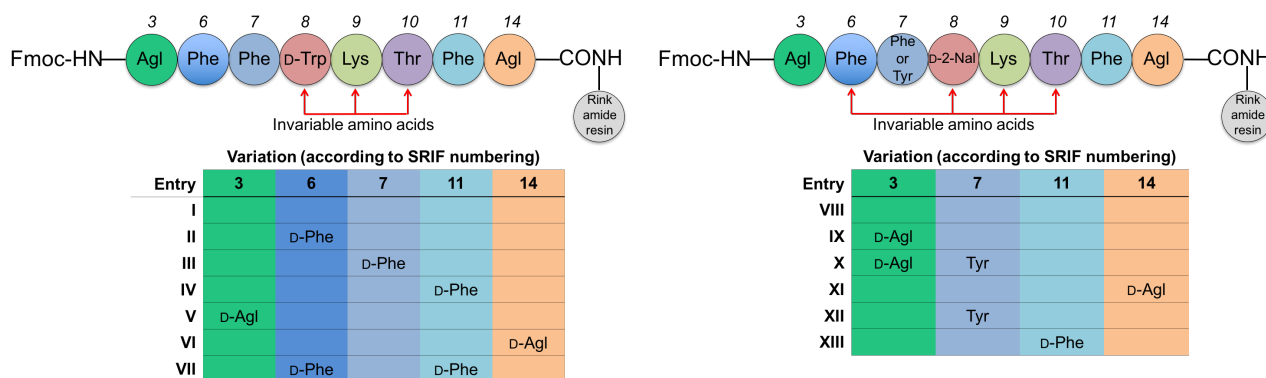 3 6 7 8 9 10 11 14
Fmoc-HN Agl Phe Phe D-Trp Lys Thr Phe Agl CONH
Rink
amide
resin
Invariable amino acids
Variation (according to SRIF numbering)
Entry 3 6 7 11 14
I
II D-Phe
III D-Phe
IV D-Phe
V D-Agl
VI D-Agl
VII D-Phe D-Phe
3 6 7 8 9 10 11 14
Fmoc-HN Agl Phe Phe or Tyr D-2-Nal Lys Thr Phe Agl CONH
Rink
amide
resin
Invariable amino acids
Variation (according to SRIF numbering)
Entry 3 7 11 14
VIII
IX D-Agl
X D-Agl Tyr
XI D-Agl
XII Tyr
XIII D-Phe